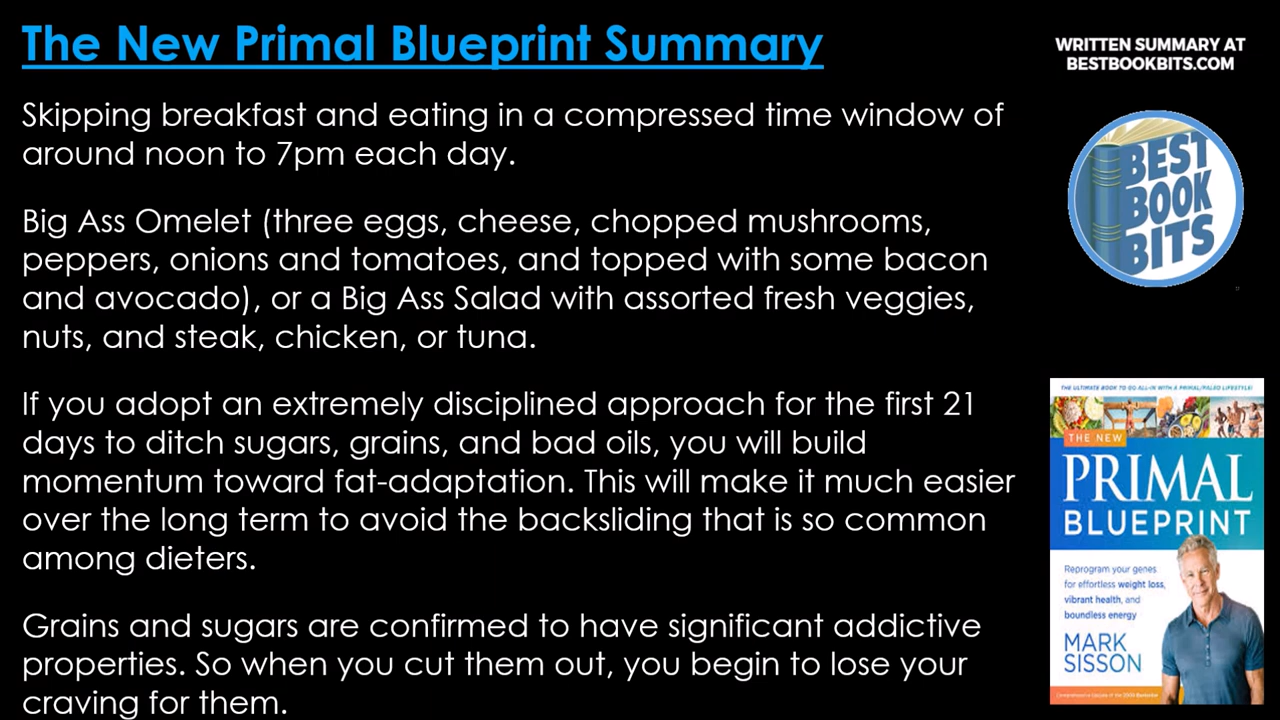 The New Primal Blueprint Summary
WRITTEN SUMMARY AT
BESTBOOKBITS.COM
Skipping breakfast and eating in a compressed time window of
around noon to 7pm each day.
BEST
BOOK
BITS
Big Ass Omelet (three eggs, cheese, chopped mushrooms,
peppers, onions and tomatoes, and topped with some bacon
and avocado), or a Big Ass Salad with assorted fresh veggies,
nuts, and steak, chicken, or tuna.
If you adopt an extremely disciplined approach for the first 21
days to ditch sugars, grains, and bad oils, you will build
momentum toward fat-adaptation. This will make it much easier
over the long term to avoid the backsliding that is so common
among dieters.
Grains and sugars are confirmed to have significant addictive
properties. So when you cut them out, you begin to lose your
craving for them.
THE ULTIMATE BOOK TO GO ALL-IN WITH A PRIMAL/PALEO LIFESTYLE!
THE NEW
PRIMAL
BLUEPRINT
Reprogram your genes
for effortless weight loss,
vibrant health, and
boundless energy
MARK
SISSON